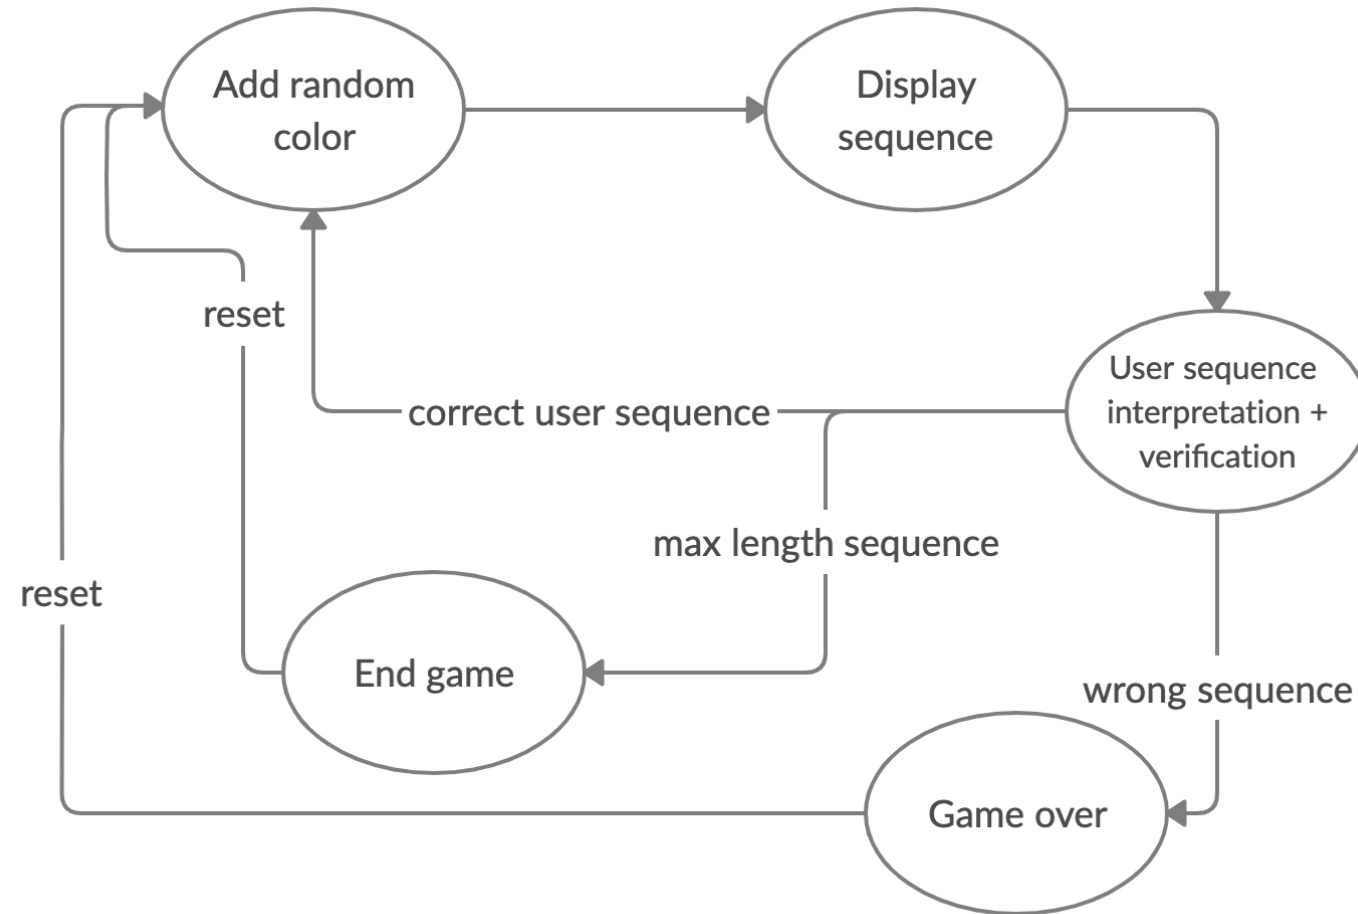 Add random
color
Display
sequence
reset
User sequence
interpretation +
verification
correct user sequence
max length sequence
reset
End game
wrong sequence
Game over